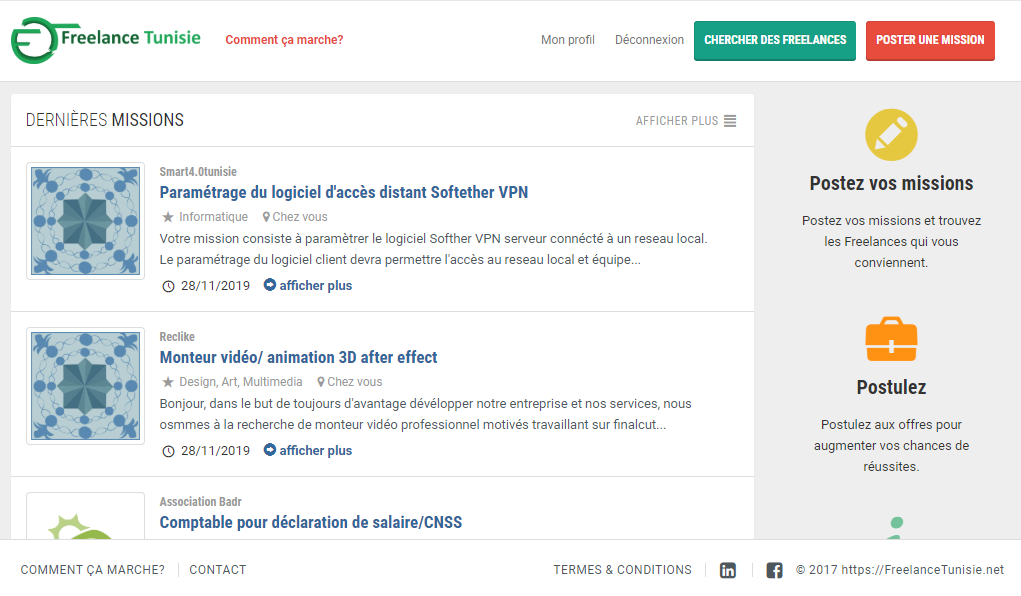 Freelance Tunisie
Comment ça marche?
Mon profil
Déconnexion
CHERCHER DES FREELANCES
POSTER UNE MISSION
DERNIÈRES MISSIONS
AFFICHER PLUS
Smart4.0tunisie
Paramétrage du logiciel d'accès distant Softether VPN
Informatique
Chez vous
Votre mission consiste à paramètrer le logiciel Softher VPN serveur connécté à un reseau local.
Le paramétrage du logiciel client devra permettre l'accès au reseau local et équipe...
28/11/2019
afficher plus
Reclike
Monteur vidéo/ animation 3D after effect
Design, Art, Multimedia
Chez vous
Bonjour, dans le but de toujours d'avantage dévélopper notre entreprise et nos services, nous
osmmes à la recherche de monteur vidéo professionnel motivés travaillant sur finalcut...
28/11/2019
afficher plus
Association Badr
Comptable pour déclaration de salaire/CNSS
Postez vos missions
Postez vos missions et trouvez
les Freelances qui vous
conviennent.
Postulez
Postulez aux offres pour
augmenter vos chances de
réussites.
COMMENT ÇA MARCHE?
CONTACT
TERMES & CONDITIONS
© 2017 https://FreelanceTunisie.net